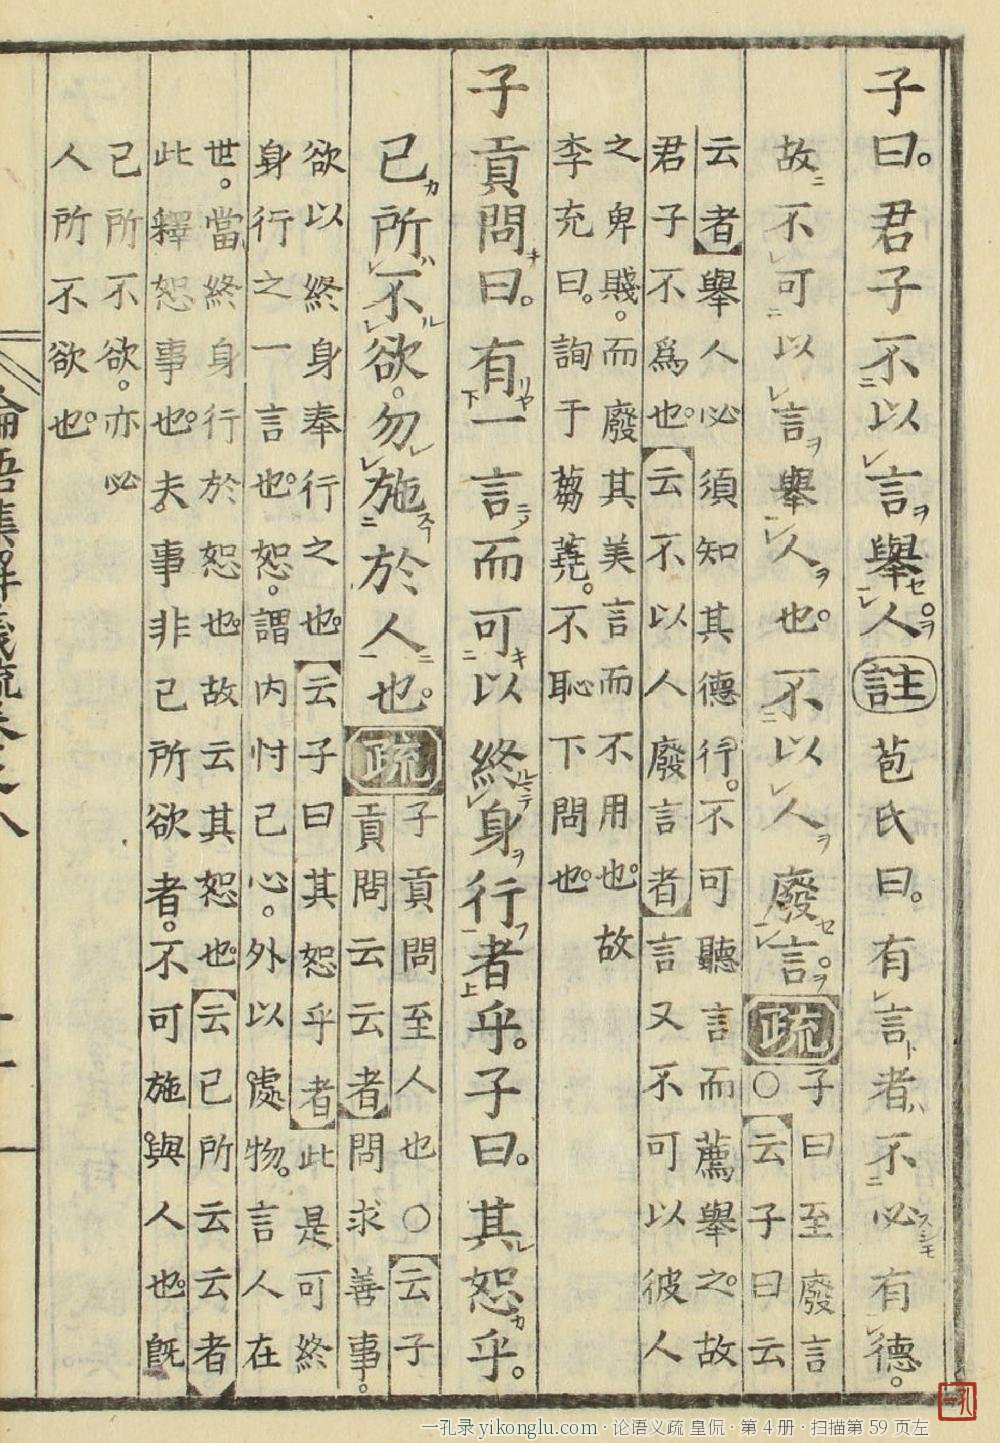 子曰。君子不以言舉人註苞氏曰。有言者不必有德。
故不可以言舉人也。不以人廢言。疏子曰至廢言
○云子曰云
云者舉人必須知其德行。不可聽言而薦舉之。故
君子不爲也。云不以人廢言者言又不可以彼人
之卑賤。而廢其美言而不用也。故
李充曰。詢于蒭蕘。不恥下問也。
子貢問曰。有一言而可以終身行者乎。子曰。其恕乎。
已所不欲。勿施於人也。疏子貢問至人也○云子
貢問云云者問求善事。
欲以終身奉行之也。云子曰其恕乎者此是可終
身行之一言也。恕。謂内忖己心。外以處物。言人在
世。當終身行於恕也。故云其恕也。云已所云云者
此釋恕事也。夫事非已所欲者。不可施與人也。旣
已所不欲。亦必
人所不欲也。
論語集解義疏卷之八
一孔录 yikonglu.com · 论语义疏 皇侃 · 第 4 册 · 扫描第 59 页左
一孔